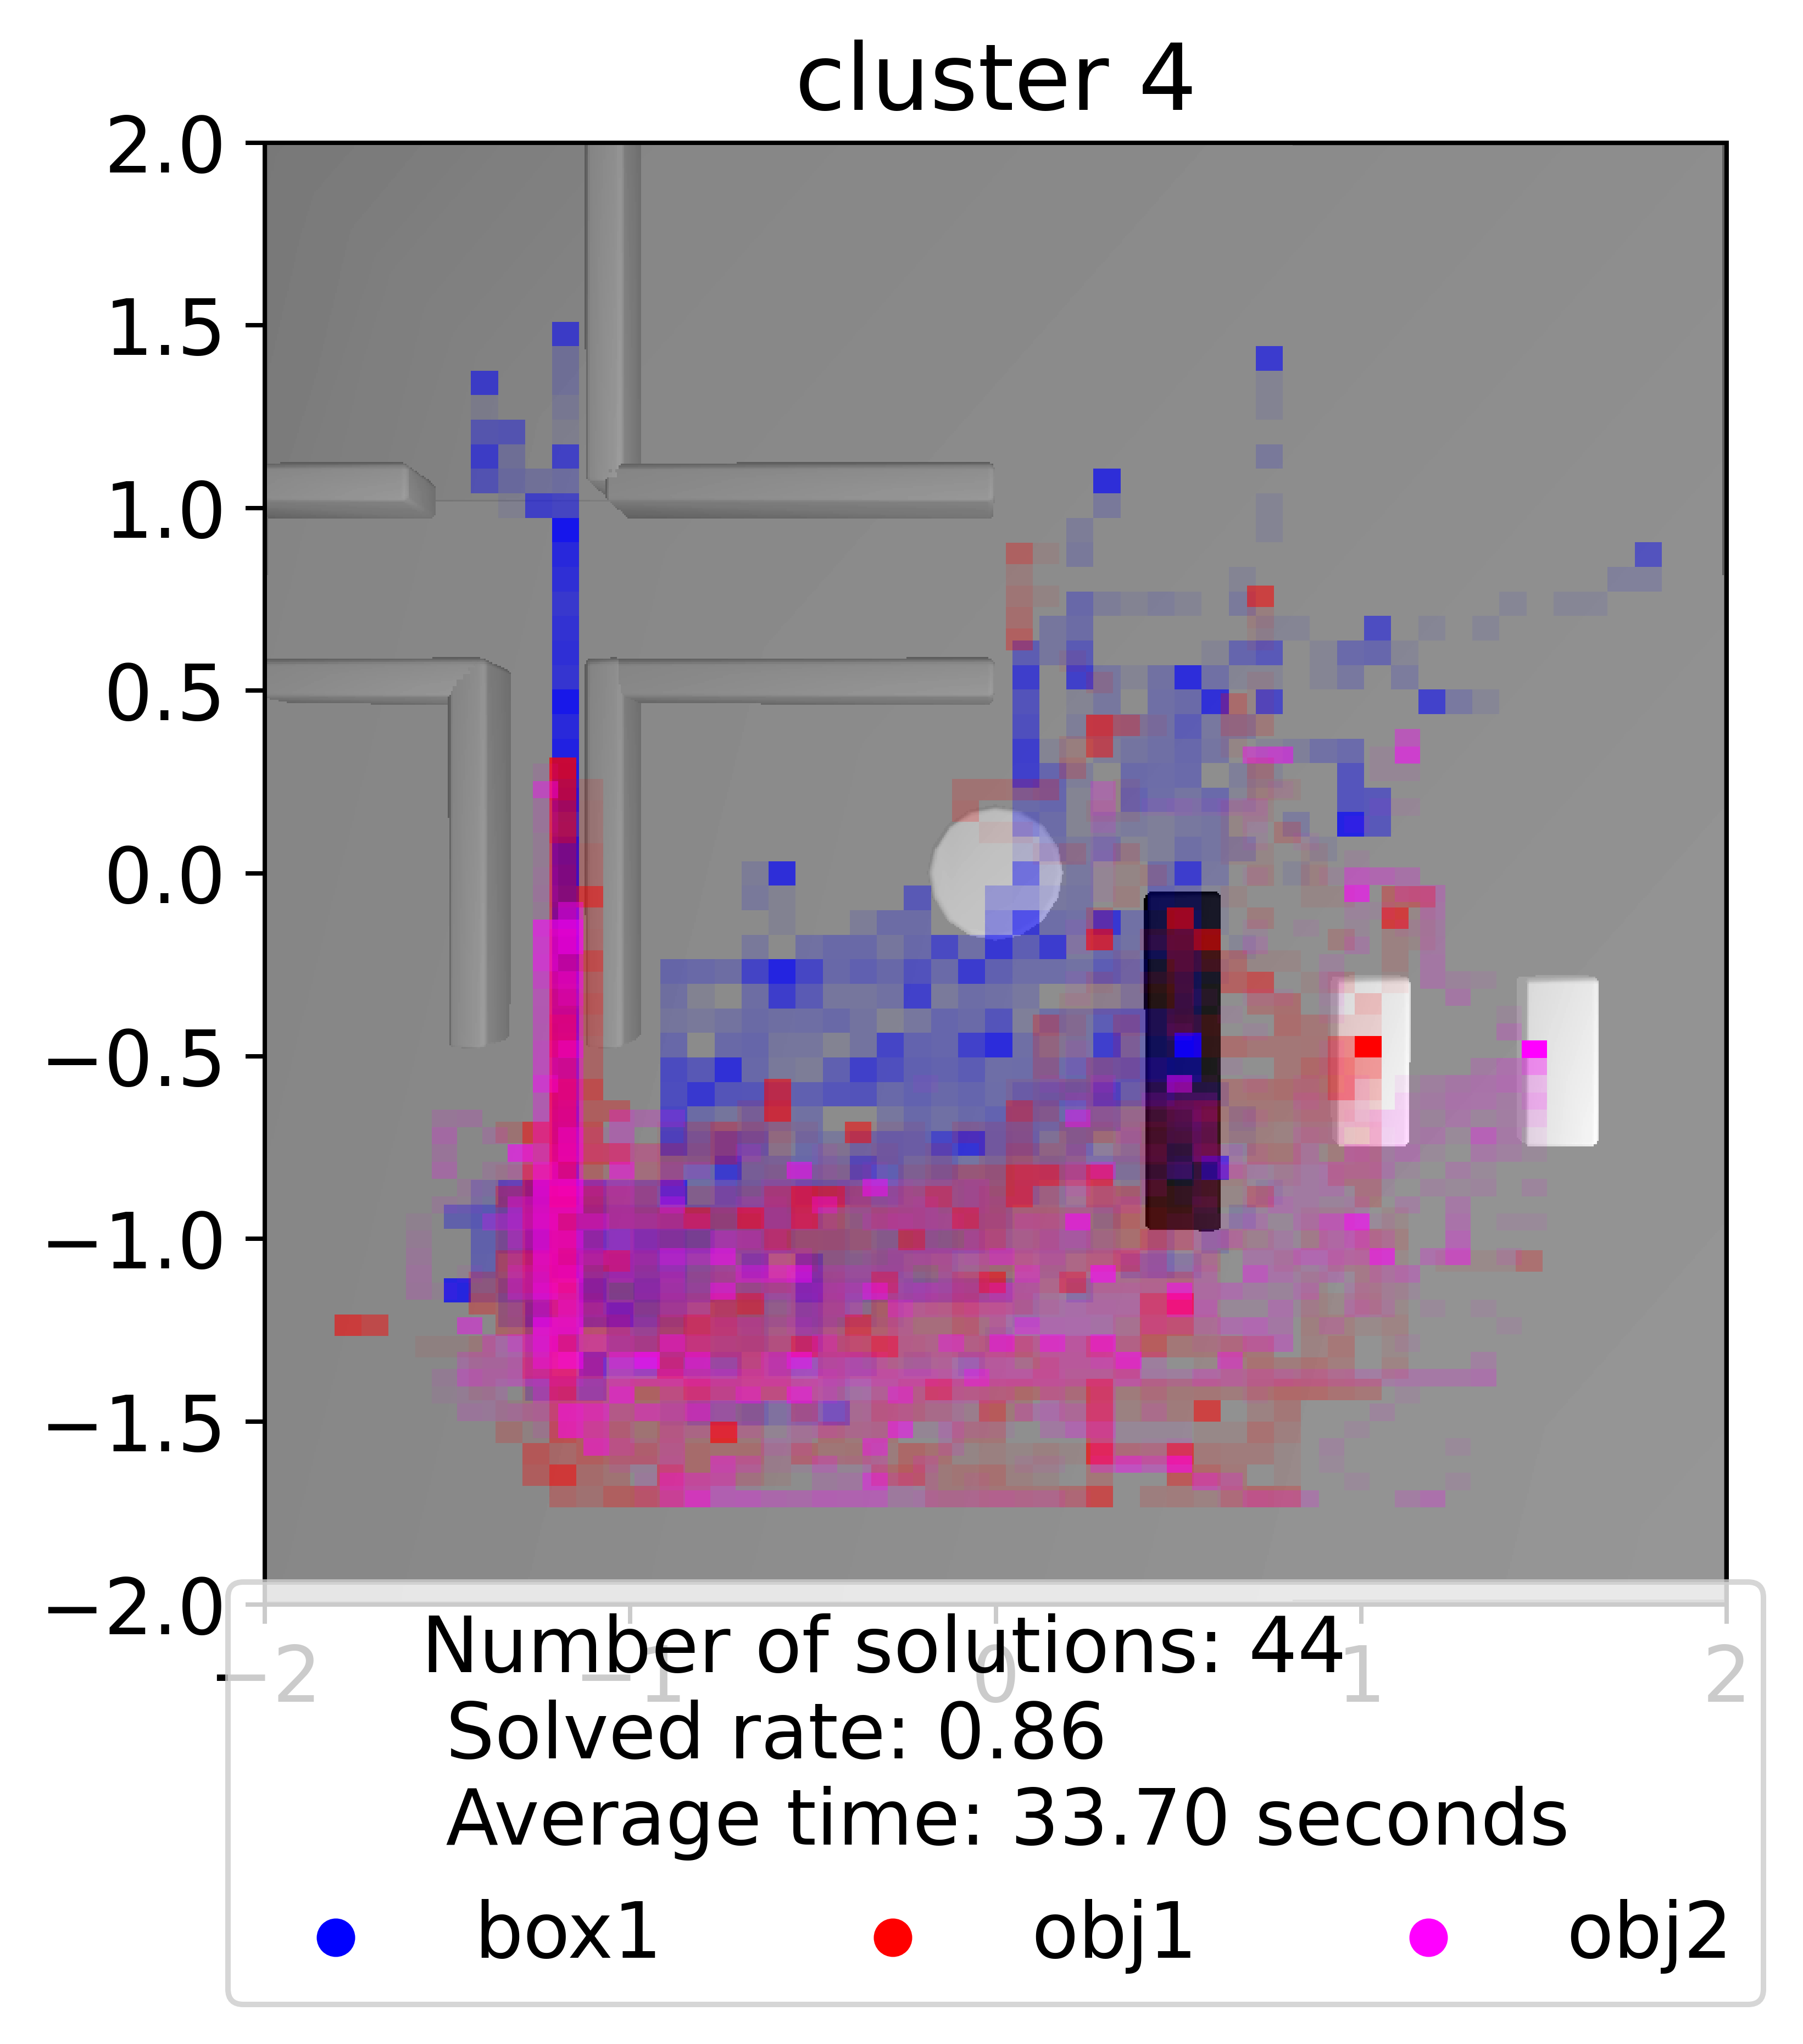 cluster 4
2.0
1.5
1.0
0.5
0.0
−0.5
−1.0
−1.5
−2.0
−2 −1 0 1 2
Number of solutions: 44
Solved rate: 0.86
Average time: 33.70 seconds
box1 obj1 obj2